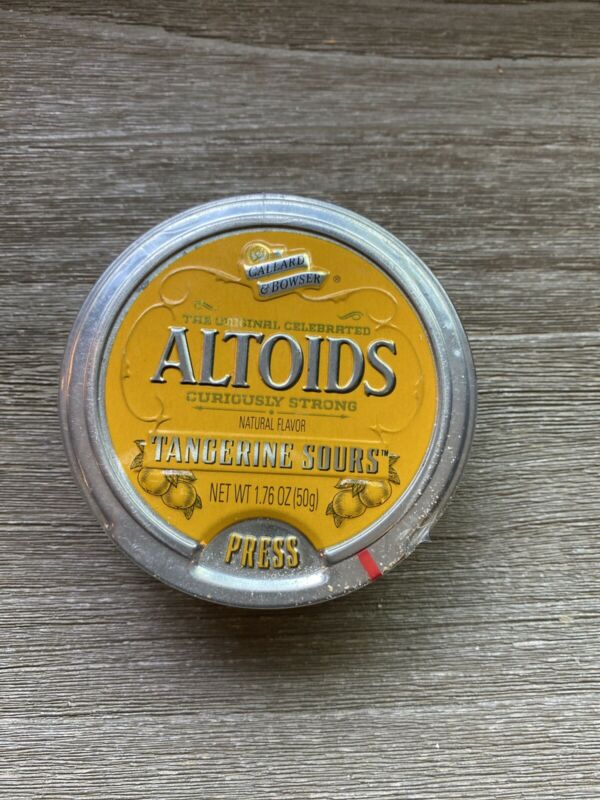 CALLARD
& BOWSER ®
THE ORIGINAL CELEBRATED
ALTOIDS
CURIOUSLY STRONG
NATURAL FLAVOR
TANGERINE SOURS™
NET WT 1.76 OZ (50g)
PRESS